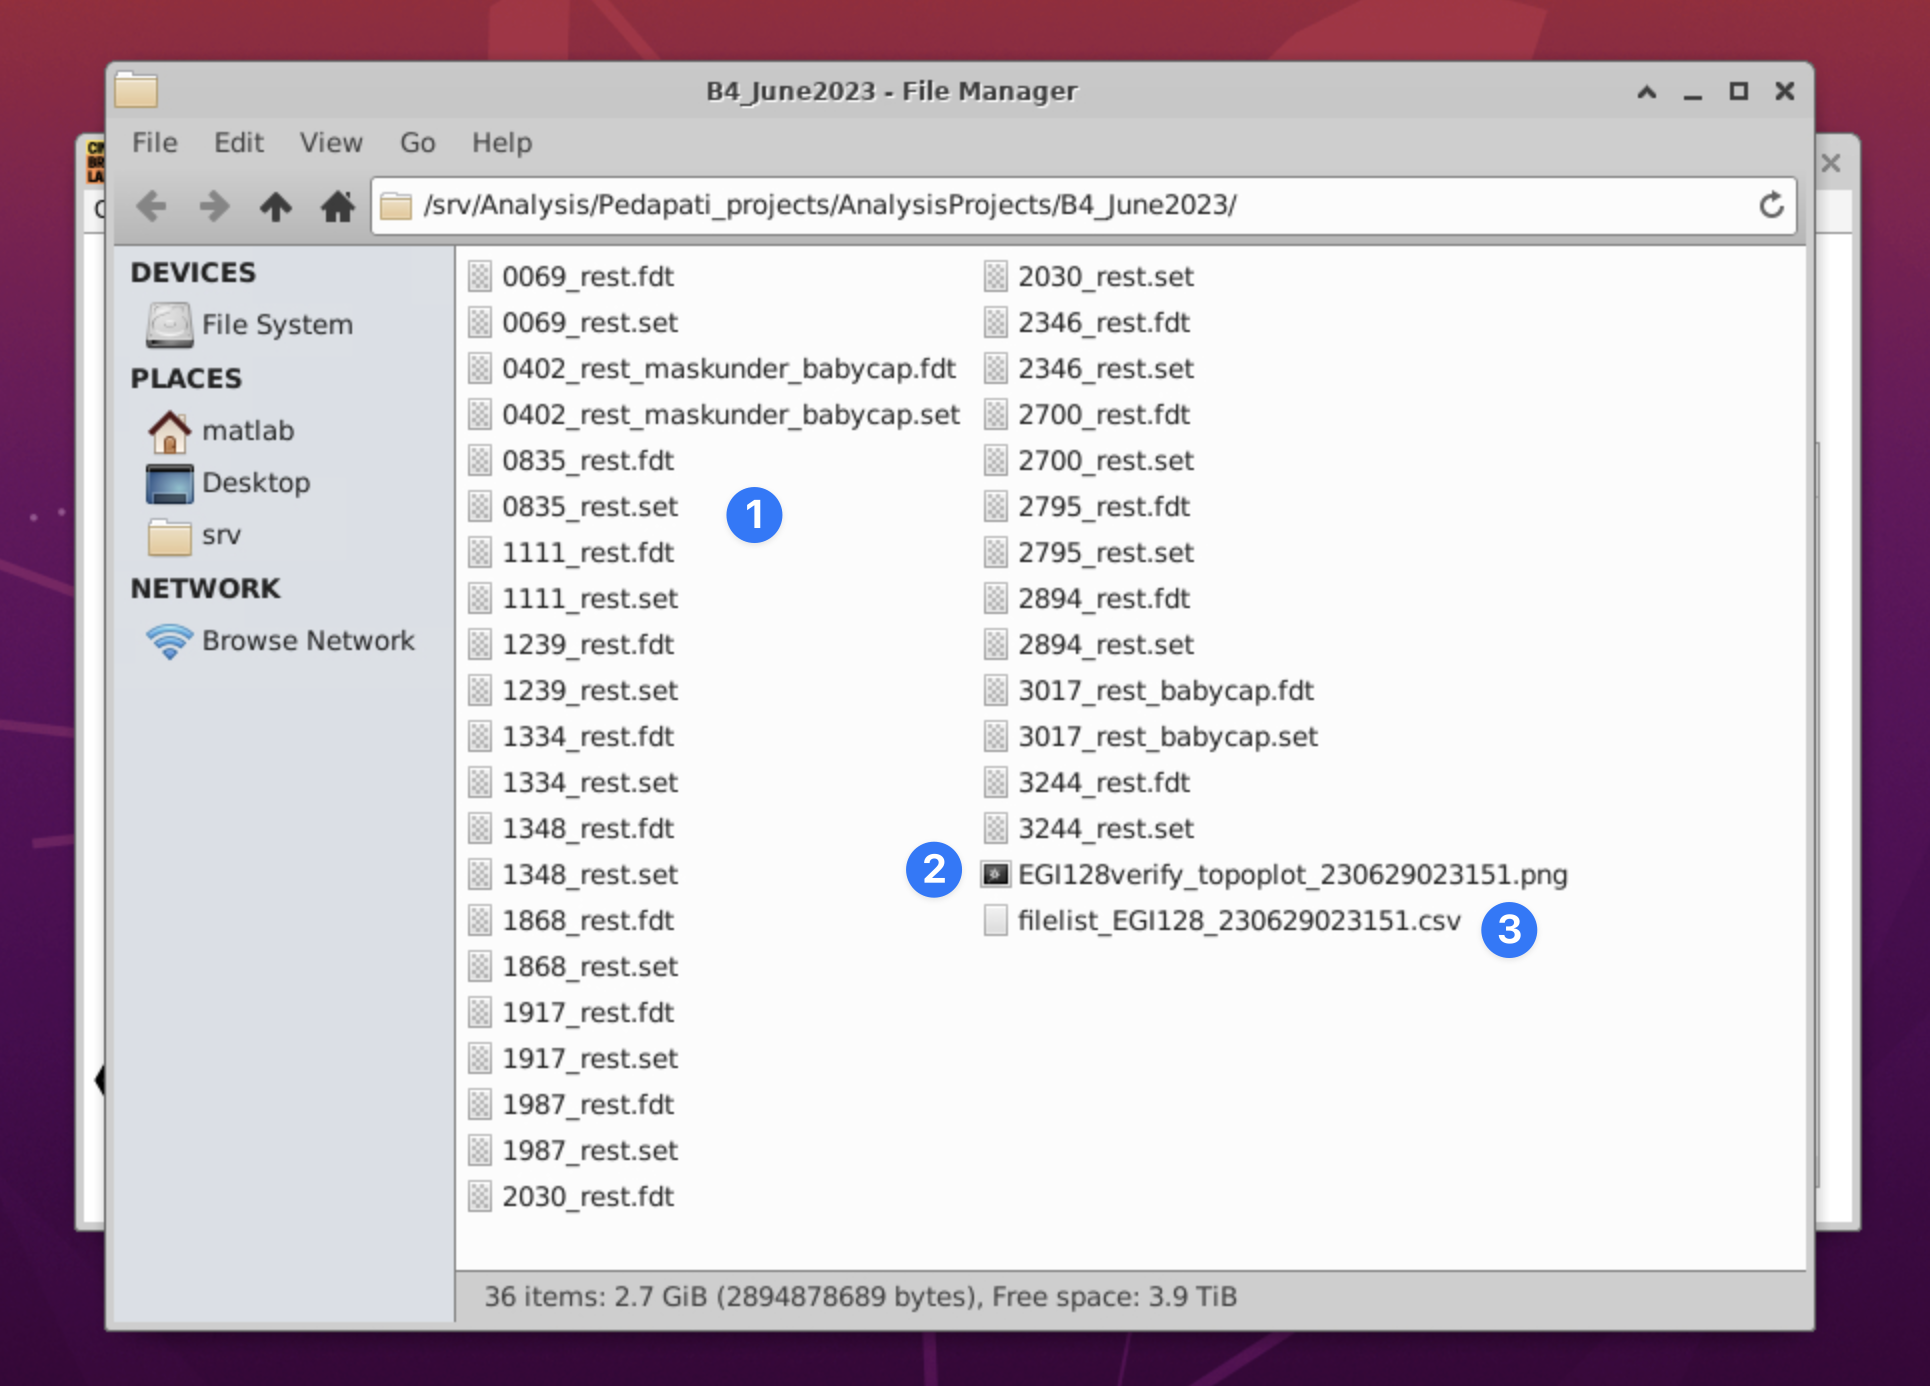 B4_June2023 - File Manager
File Edit View Go Help
/srv/Analysis/Pedapati_projects/AnalysisProjects/B4_June2023/
DEVICES
File System
PLACES
matlab
Desktop
srv
NETWORK
Browse Network
0069_rest.fdt
0069_rest.set
0402_rest_maskunder_babycap.fdt
0402_rest_maskunder_babycap.set
0835_rest.fdt
0835_rest.set
1
1111_rest.fdt
1111_rest.set
1239_rest.fdt
1239_rest.set
1334_rest.fdt
1334_rest.set
1348_rest.fdt
1348_rest.set
1868_rest.fdt
1868_rest.set
1917_rest.fdt
1917_rest.set
1987_rest.fdt
1987_rest.set
2030_rest.fdt
2030_rest.set
2346_rest.fdt
2346_rest.set
2700_rest.fdt
2700_rest.set
2795_rest.fdt
2795_rest.set
2894_rest.fdt
2894_rest.set
3017_rest_babycap.fdt
3017_rest_babycap.set
3244_rest.fdt
3244_rest.set
2
EGI128verify_topoplot_230629023151.png
filelist_EGI128_230629023151.csv
3
36 items: 2.7 GiB (2894878689 bytes), Free space: 3.9 TiB